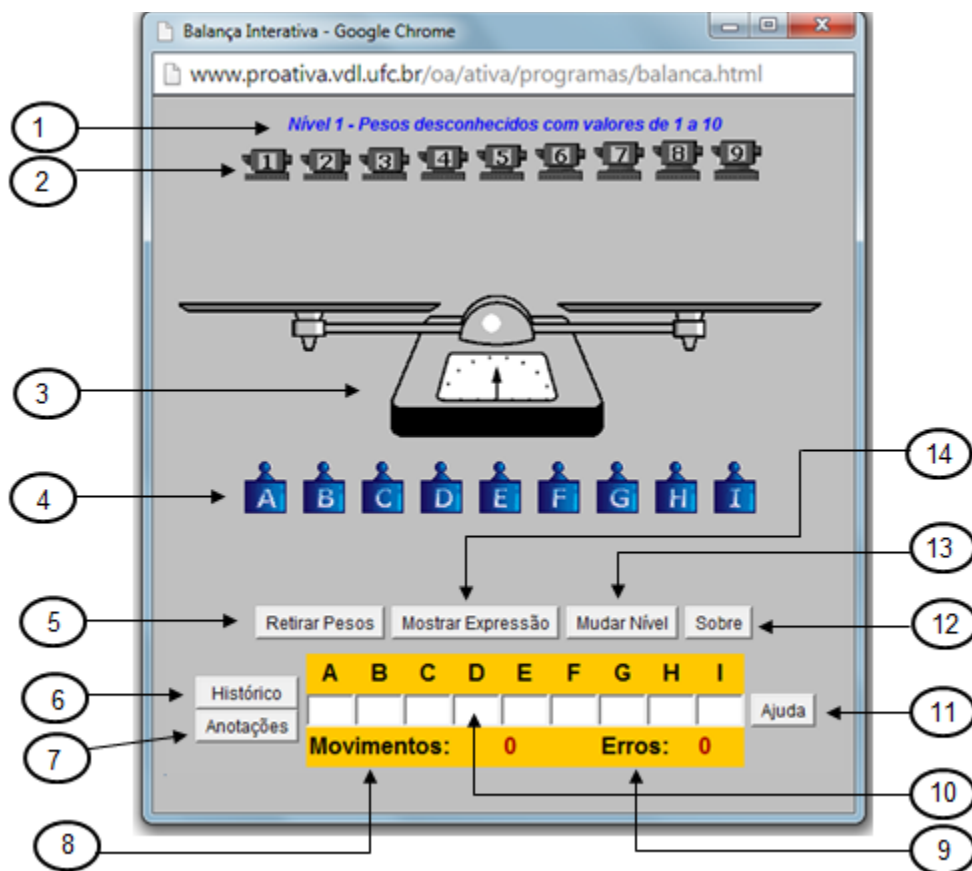 Balança Interativa - Google Chrome
www.proativa.vdl.ufc.br/oa/ativa/programas/balanca.html
1
Nível 1 - Pesos desconhecidos com valores de 1 a 10
2
1 2 3 4 5 6 7 8 9
3
14
4
A B C D E F G H I
13
5
Retirar Pesos Mostrar Expressão Mudar Nível Sobre
12
A B C D E F G H I
6
Histórico
Anotações
Ajuda
11
7
Movimentos: 0 Erros: 0
10
8
9